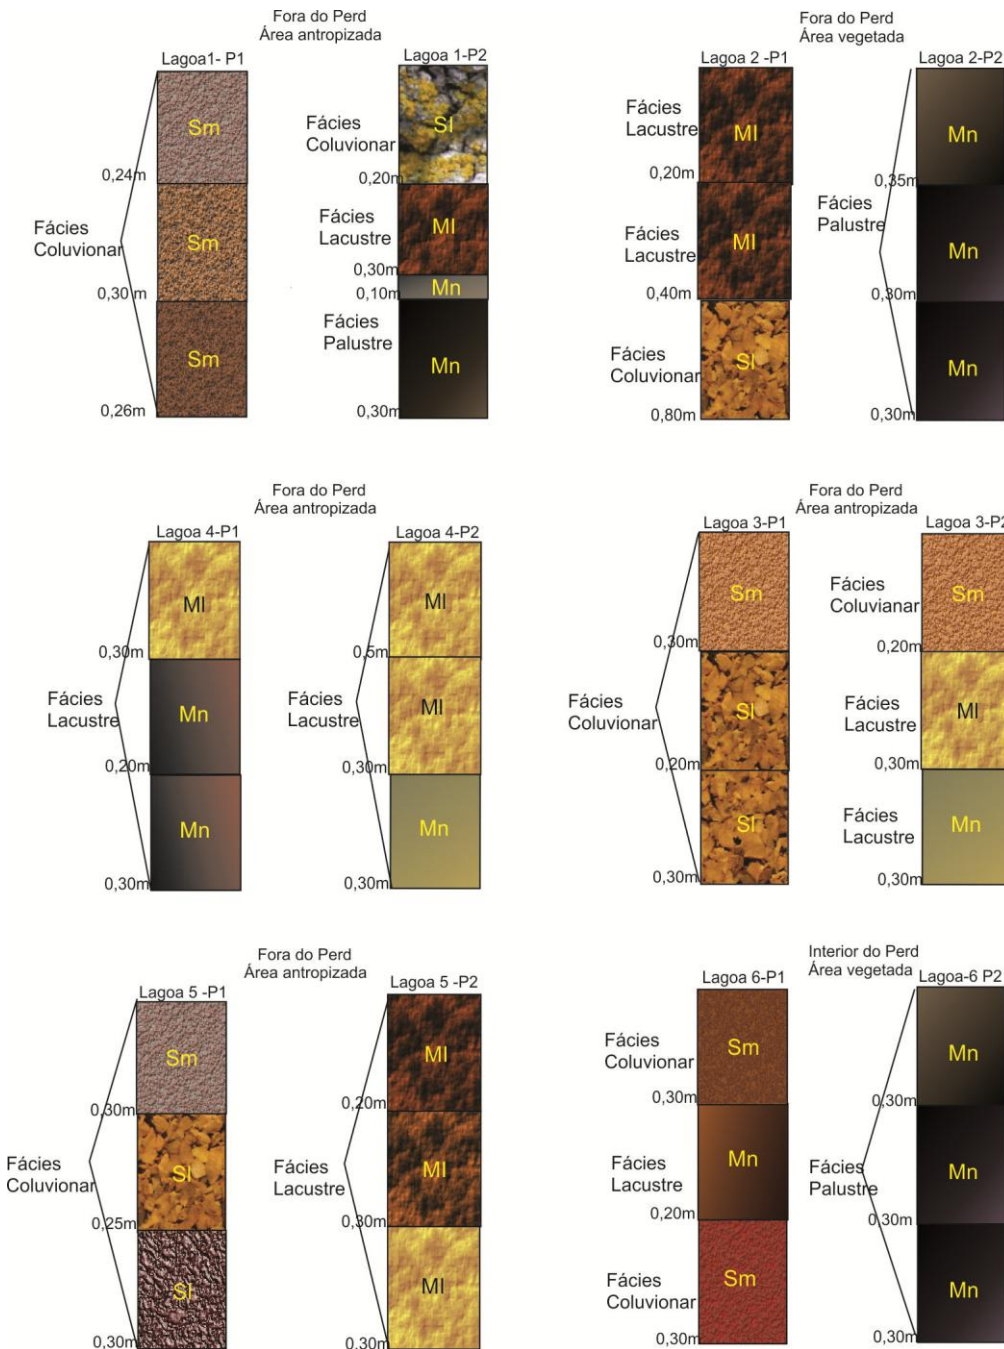 Fora do Perd
Área antropizada
Lagoa1- P1
Sm
0,24m
Sm
0,30 m
Sm
0,26m
Fácies
Coluvionar
Lagoa 1-P2
Fácies
Coluvionar
Sl
0,20m
Fácies
Lacustre
Ml
0,30m
0,10m
Mn
Fácies
Palustre
Mn
0,30m
Fora do Perd
Área vegetada
Lagoa 2 -P1
Fácies
Lacustre
Ml
0,20m
Fácies
Lacustre
Ml
0,40m
Fácies
Coluvionar
Sl
0,80m
Lagoa 2-P2
Mn
0,35m
Fácies
Palustre
Mn
0,30m
Mn
0,30m
Fora do Perd
Área antropizada
Lagoa 4-P1
Ml
0,30m
Fácies
Lacustre
Mn
0,20m
Mn
0,30m
Lagoa 4-P2
Ml
0,5m
Fácies
Lacustre
Ml
0,30m
Mn
0,30m
Fora do Perd
Área antropizada
Lagoa 3-P1
Sm
0,30m
Fácies
Coluvionar
Sl
0,20m
Sl
0,30m
Lagoa 3-P2
Fácies
Coluvianar
Sm
0,20m
Fácies
Lacustre
Ml
0,30m
Fácies
Lacustre
Mn
0,30m
Fora do Perd
Área antropizada
Lagoa 5 -P1
Sm
0,30m
Fácies
Coluvionar
Sl
0,25m
Sl
0,30m
Lagoa 5 -P2
Ml
0,20m
Fácies
Lacustre
Ml
0,30m
Ml
0,30m
Interior do Perd
Área vegetada
Lagoa 6-P1
Fácies
Coluvionar
Sm
0,30m
Fácies
Lacustre
Mn
0,20m
Fácies
Coluvionar
Sm
0,30m
Lagoa-6 P2
Mn
0,30m
Fácies
Palustre
Mn
0,30m
Mn
0,30m